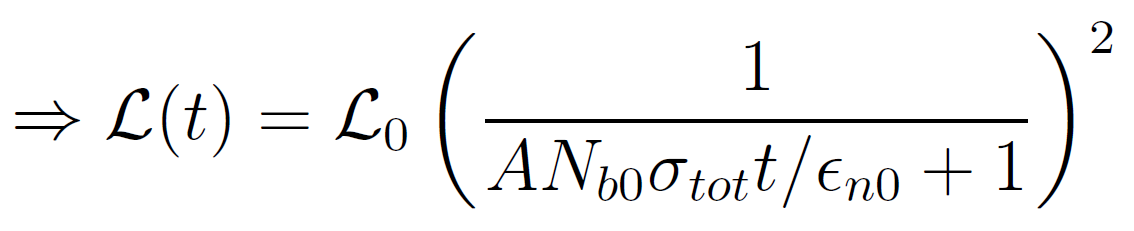 ⇒ 𝓛(t) = 𝓛₀ (1 / (AN_{b0}σ_{tot}t/ϵ_{n0} + 1))²